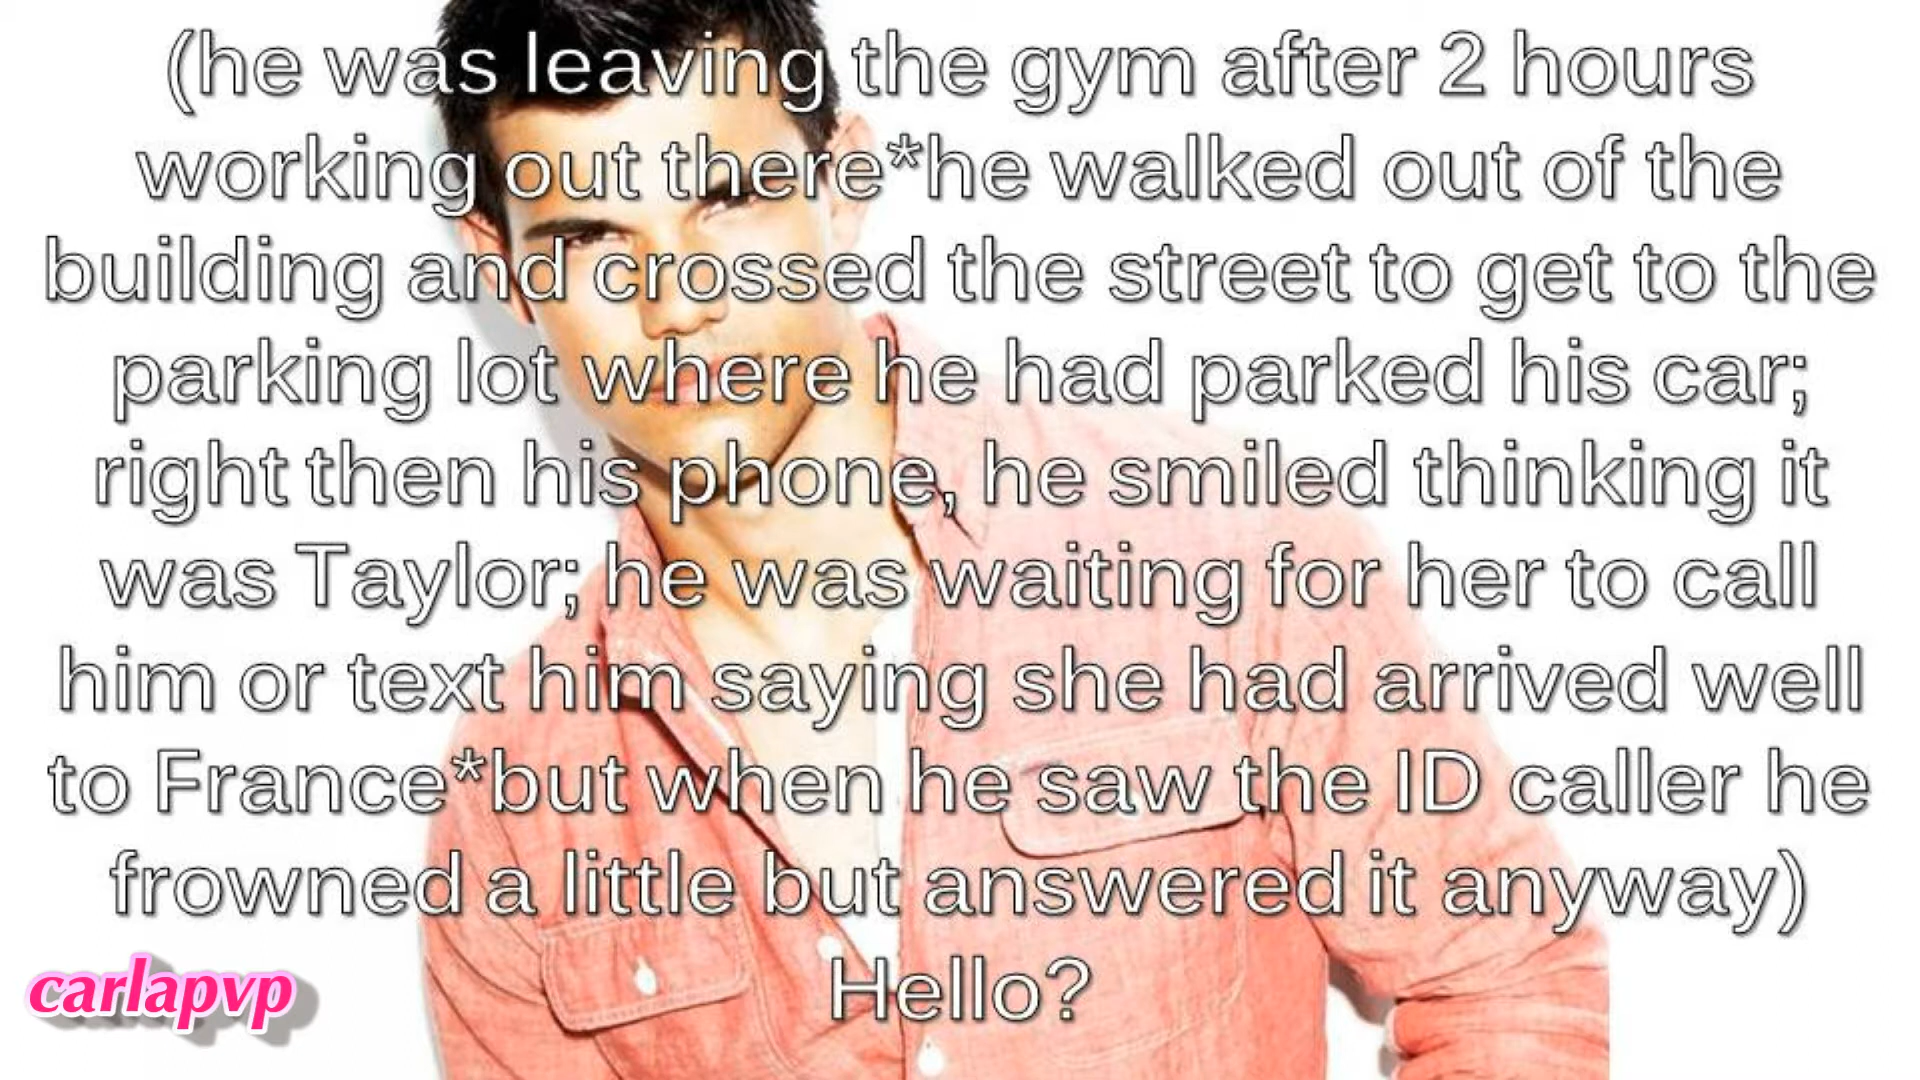 (he was leaving the gym after 2 hours
working out there*he walked out of the
building and crossed the street to get to the
parking lot where he had parked his car;
right then his phone, he smiled thinking it
was Taylor; he was waiting for her to call
him or text him saying she had arrived well
to France*but when he saw the ID caller he
frowned a little but answered it anyway)
Hello?
carlapvp